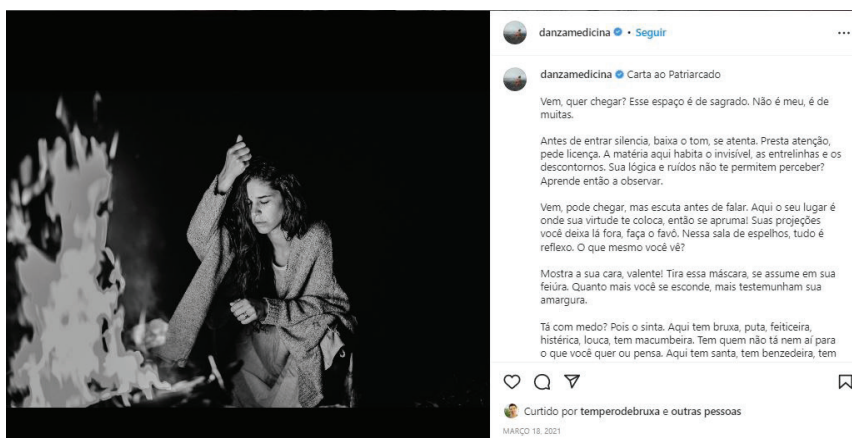 danzamedicina • Seguir
...
danzamedicina Carta ao Patriarcado
Vem, quer chegar? Esse espaço é de sagrado. Não é meu, é de
muitas.
Antes de entrar silencia, baixa o tom, se atenta. Presta atenção,
pede licença. A matéria aqui habita o invisível, as entrelinhas e os
descontornos. Sua lógica e ruídos não te permitem perceber?
Aprende então a observar.
Vem, pode chegar, mas escuta antes de falar. Aqui o seu lugar é
onde sua virtude te coloca, então se apruma! Suas projeções
você deixa lá fora, faça o favô. Nessa sala de espelhos, tudo é
reflexo. O que mesmo você vê?
Mostra a sua cara, valente! Tira essa máscara, se assume em sua
feiúra. Quanto mais você se esconde, mais testemunham sua
amargura.
Tá com medo? Pois o sinta. Aqui tem bruxa, puta, feiticeira,
histérica, louca, tem macumbeira. Tem quem não tá nem aí para
o que você quer ou pensa. Aqui tem santa, tem benzedeira, tem
Curtido por temperodebruxa e outras pessoas
MARÇO 18, 2021